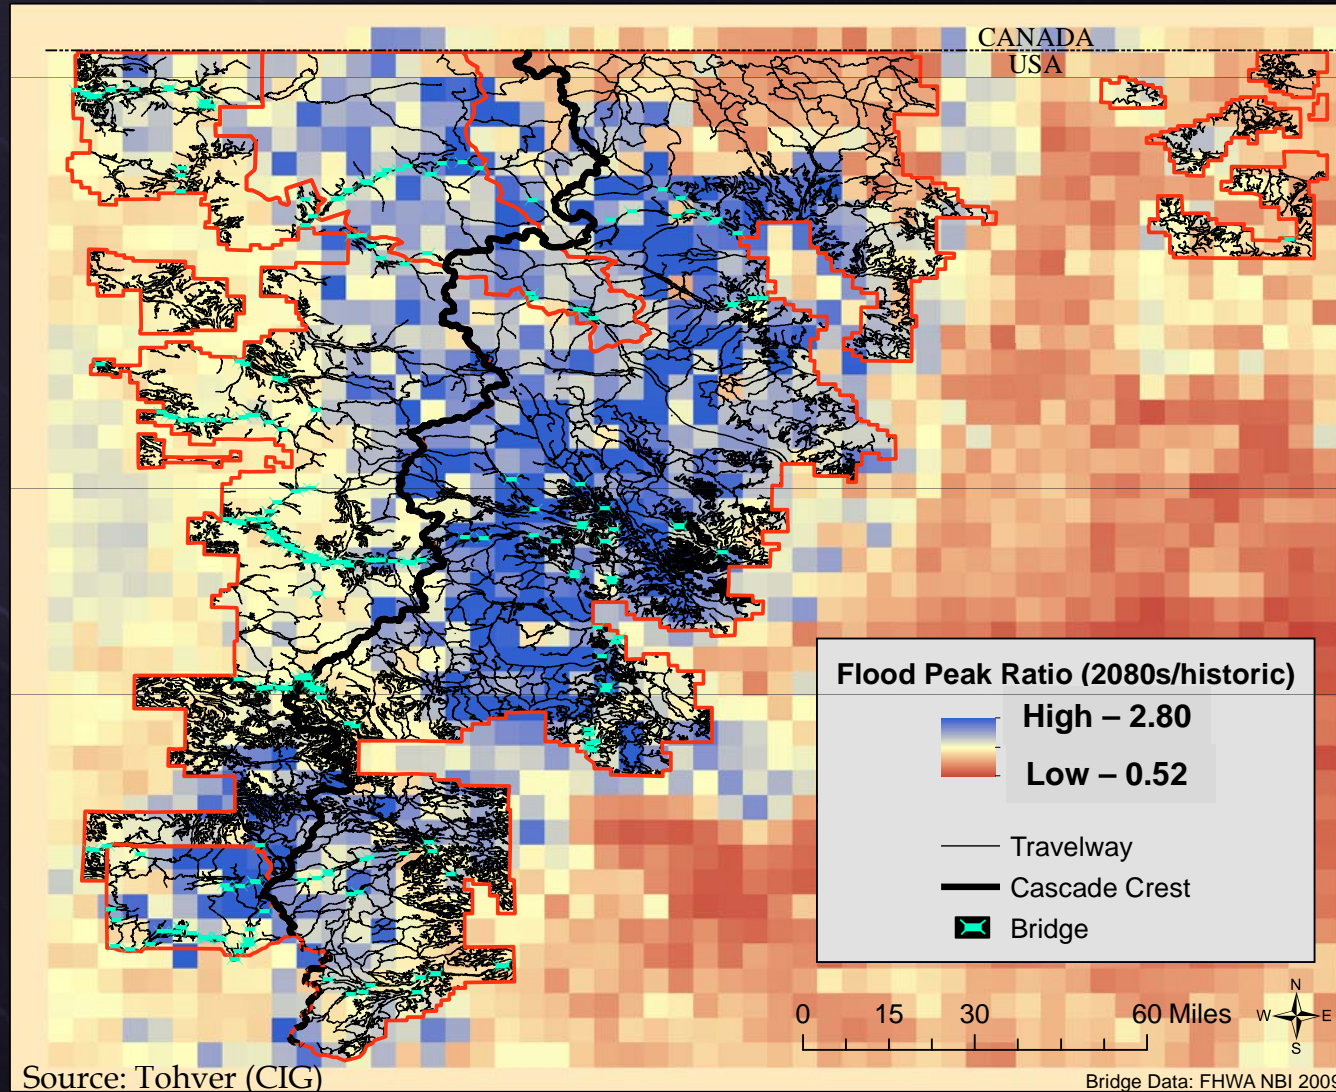 CANADA
USA
Flood Peak Ratio (2080s/historic)
High – 2.80
Low – 0.52
Travelway
Cascade Crest
Bridge
0 15 30 60 Miles
N
W E
S
Source: Tohver (CIG)
Bridge Data: FHWA NBI 2009